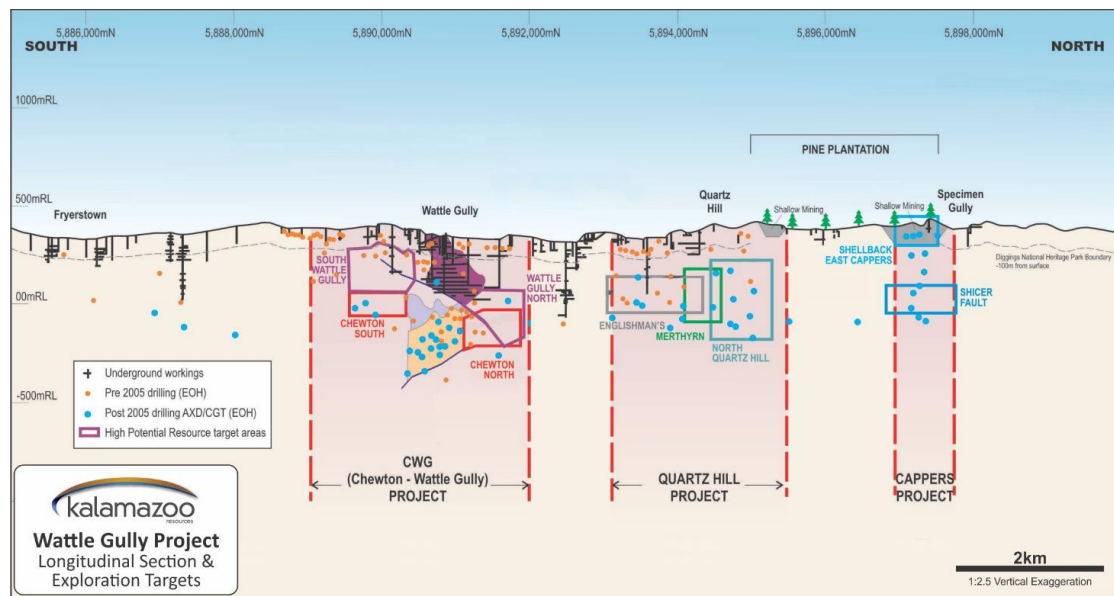 5,886,000mN
5,888,000mN
5,890,000mN
5,892,000mN
5,894,000mN
5,896,000mN
5,898,000mN
SOUTH
NORTH
1000mRL
PINE PLANTATION
500mRL
Fryerstown
Wattle Gully
Quartz
Hill
Shallow Mining
Shallow Mining
Specimen
Gully
SOUTH
WATTLE
GULLY
WATTLE
GULLY
NORTH
SHELLBACK
EAST CAPPERS
Diggings National Heritage Park Boundary
-100m from surface
00mRL
CHEWTON
SOUTH
CHEWTON
NORTH
ENGLISHMAN'S
MERTHYRN
NORTH
QUARTZ HILL
SHICER
FAULT
-500mRL
Underground workings
Pre 2005 drilling (EOH)
Post 2005 drilling AXD/CGT (EOH)
High Potential Resource target areas
CWG
(Chewton - Wattle Gully)
PROJECT
QUARTZ HILL
PROJECT
CAPPERS
PROJECT
kalamazoo
RESOURCES
Wattle Gully Project
Longitudinal Section &
Exploration Targets
2km
1:2.5 Vertical Exaggeration